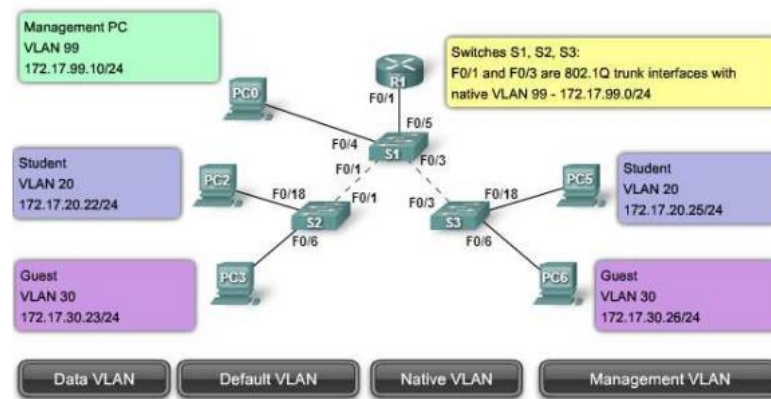 Management PC
VLAN 99
172.17.99.10/24
Switches S1, S2, S3:
F0/1 and F0/3 are 802.1Q trunk interfaces with
native VLAN 99 - 172.17.99.0/24
R1
F0/1
PC0
F0/5
F0/4
S1
F0/1
F0/3
Student
VLAN 20
172.17.20.22/24
PC2
F0/18
F0/1
S2
F0/6
F0/3
F0/18
S3
F0/6
PC5
Student
VLAN 20
172.17.20.25/24
Guest
VLAN 30
172.17.30.23/24
PC3
PC6
Guest
VLAN 30
172.17.30.26/24
Data VLAN
Default VLAN
Native VLAN
Management VLAN